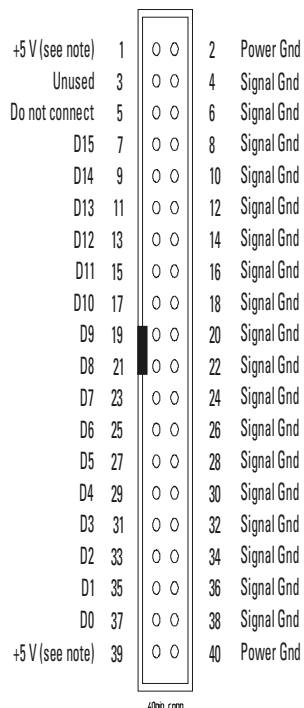 +5 V (see note) 1 2 Power Gnd
Unused 3 4 Signal Gnd
Do not connect 5 6 Signal Gnd
D15 7 8 Signal Gnd
D14 9 10 Signal Gnd
D13 11 12 Signal Gnd
D12 13 14 Signal Gnd
D11 15 16 Signal Gnd
D10 17 18 Signal Gnd
D9 19 20 Signal Gnd
D8 21 22 Signal Gnd
D7 23 24 Signal Gnd
D6 25 26 Signal Gnd
D5 27 28 Signal Gnd
D4 29 30 Signal Gnd
D3 31 32 Signal Gnd
D2 33 34 Signal Gnd
D1 35 36 Signal Gnd
D0 37 38 Signal Gnd
+5 V (see note) 39 40 Power Gnd
40pin conn